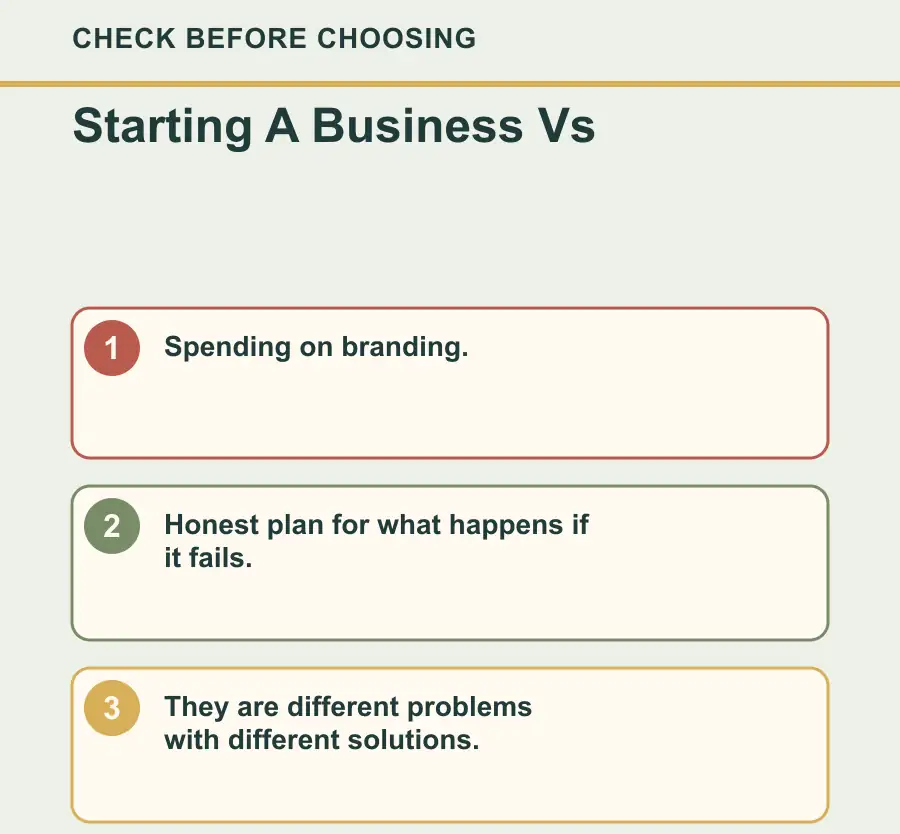 CHECK BEFORE CHOOSING
Starting A Business Vs
1 Spending on branding.
2 Honest plan for what happens if
it fails.
3 They are different problems
with different solutions.